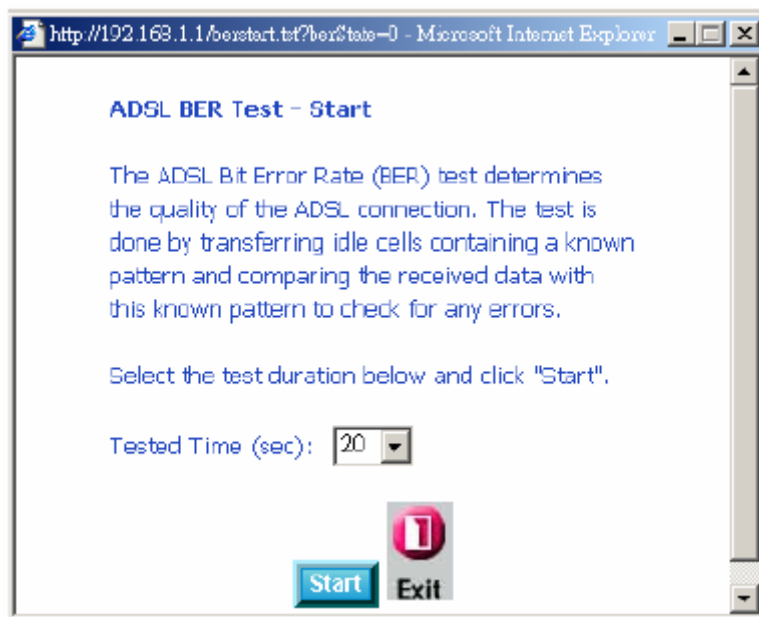 http://192.168.1.1/berstart.tst?berState=0 - Microsoft Internet Explorer
ADSL BER Test - Start
The ADSL Bit Error Rate (BER) test determines
the quality of the ADSL connection. The test is
done by transferring idle cells containing a known
pattern and comparing the received data with
this known pattern to check for any errors.
Select the test duration below and click "Start".
Tested Time (sec): 20
Start
Exit